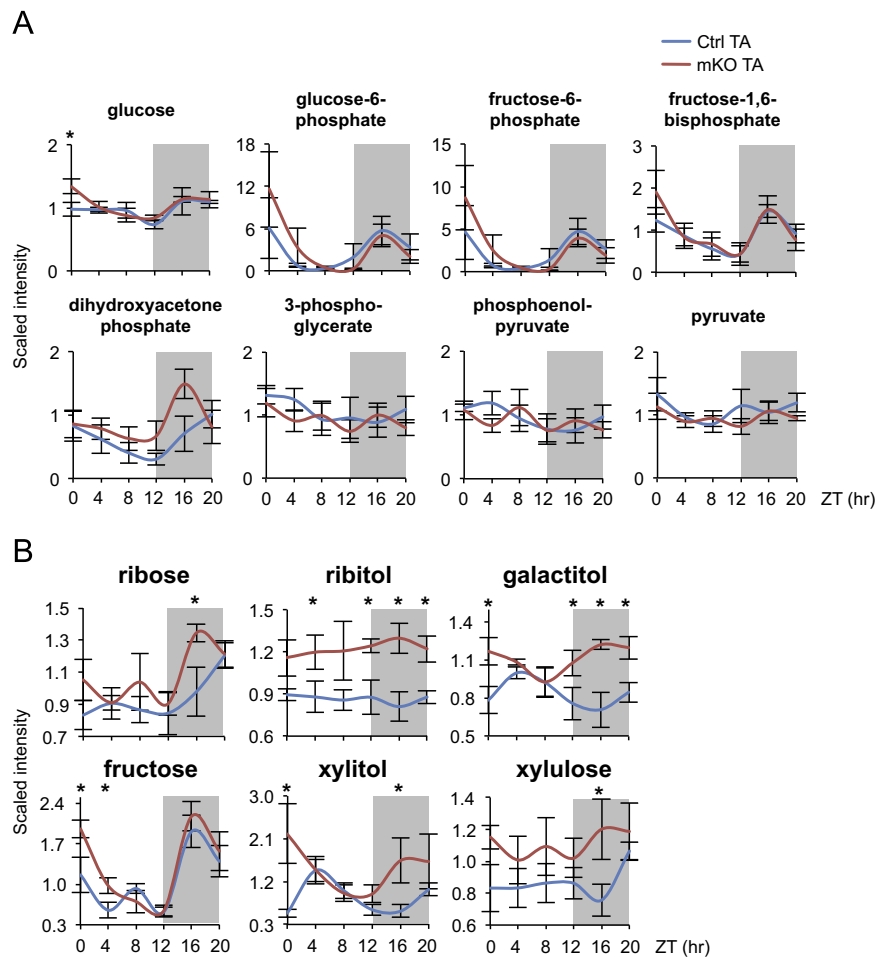 A
Ctrl TA
mKO TA
glucose
glucose-6-
phosphate
fructose-6-
phosphate
fructose-1,6-
bisphosphate
*
2
1
0
18
12
6
0
15
10
5
0
3
2
1
0
Scaled intensity
dihydroxyacetone
phosphate
3-phospho-
glycerate
phosphoenol-
pyruvate
pyruvate
2
1
0
2
1
0
2
1
0
2
1
0
0 4 8 12 16 20
0 4 8 12 16 20
0 4 8 12 16 20
0 4 8 12 16 20
ZT (hr)
B
ribose
ribitol
galactitol
*
* * * *
* * * *
1.5
1.3
1.1
0.9
0.7
1.5
1.2
0.9
0.6
1.4
1.1
0.8
0.5
Scaled intensity
fructose
xylitol
xylulose
* *
* *
*
2.4
1.7
1.0
0.3
3.0
2.1
1.2
0.3
1.4
1.2
1.0
0.8
0.6
0 4 8 12 16 20
0 4 8 12 16 20
0 4 8 12 16 20
ZT (hr)